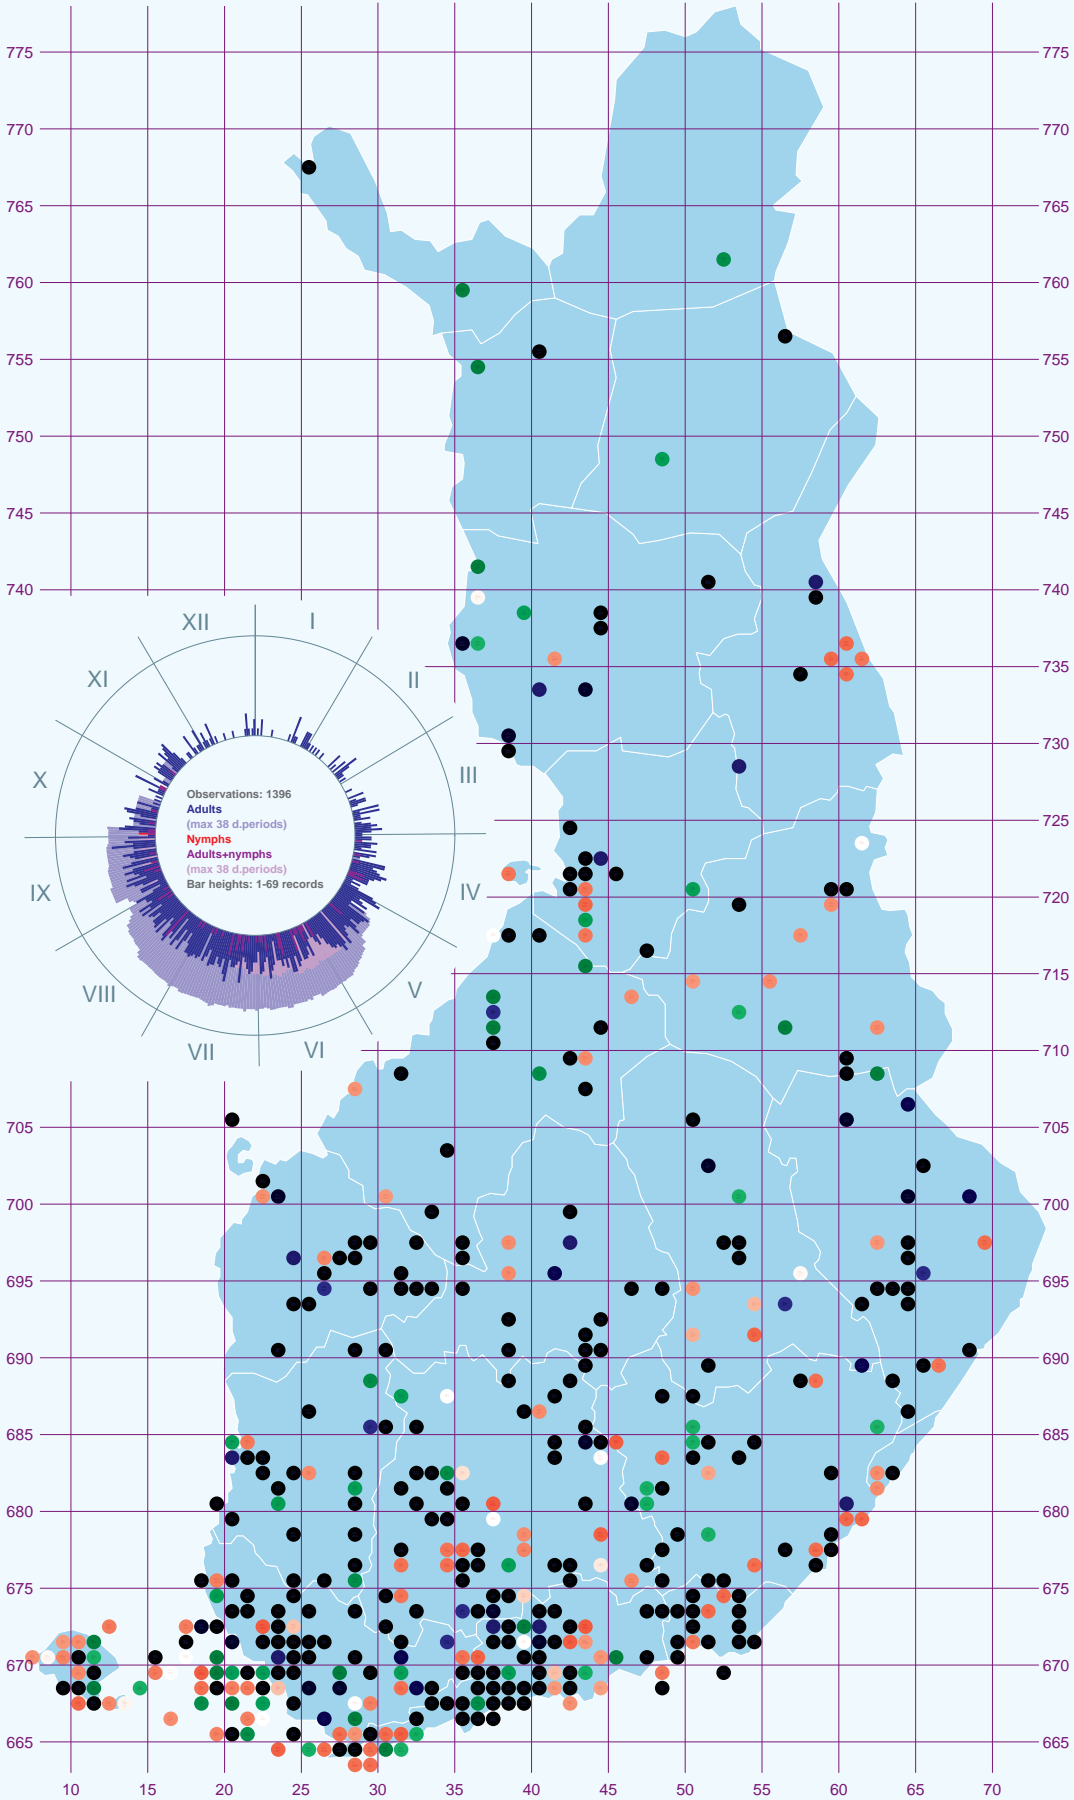 775 775
770 770
765 765
760 760
755 755
750 750
745 745
740 740
XII I
XI II
735
730
X III
Observations: 1396
Adults
(max 38 d.periods)
Nymphs
Adults+nymphs
(max 38 d.periods)
Bar heights: 1-69 records
725
IX IV
720
VIII V
715
VII VI
710
705 705
700 700
695 695
690 690
685 685
680 680
675 675
670 670
665 665
10 15 20 25 30 35 40 45 50 55 60 65 70